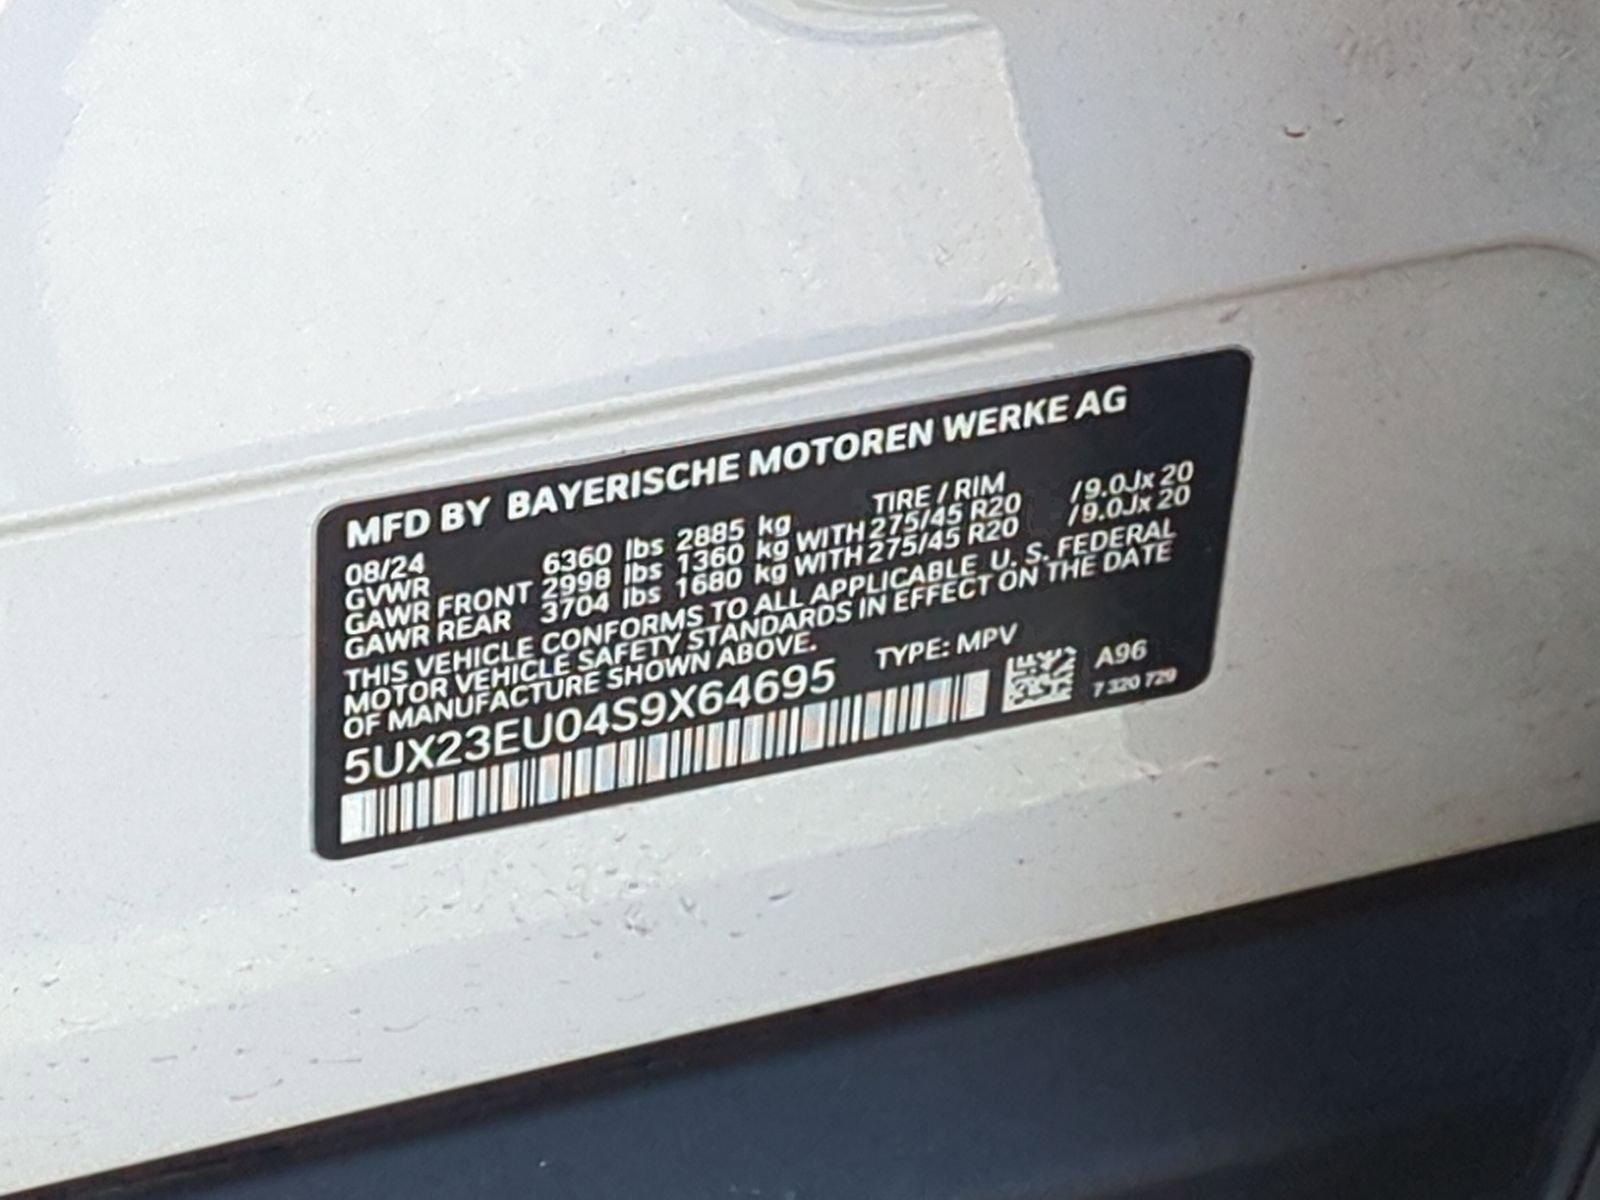 MFD BY BAYERISCHE MOTOREN WERKE AG
08/24 TIRE / RIM
GVWR 6360 lbs 2885 kg
GAWR FRONT 2998 lbs 1360 kg WITH 275/45 R20 /9.0Jx 20
GAWR REAR 3704 lbs 1680 kg WITH 275/45 R20 /9.0Jx 20
THIS VEHICLE CONFORMS TO ALL APPLICABLE U. S. FEDERAL
MOTOR VEHICLE SAFETY STANDARDS IN EFFECT ON THE DATE
OF MANUFACTURE SHOWN ABOVE.
5UX23EU04S9X64695 TYPE: MPV
A96
7 320 729